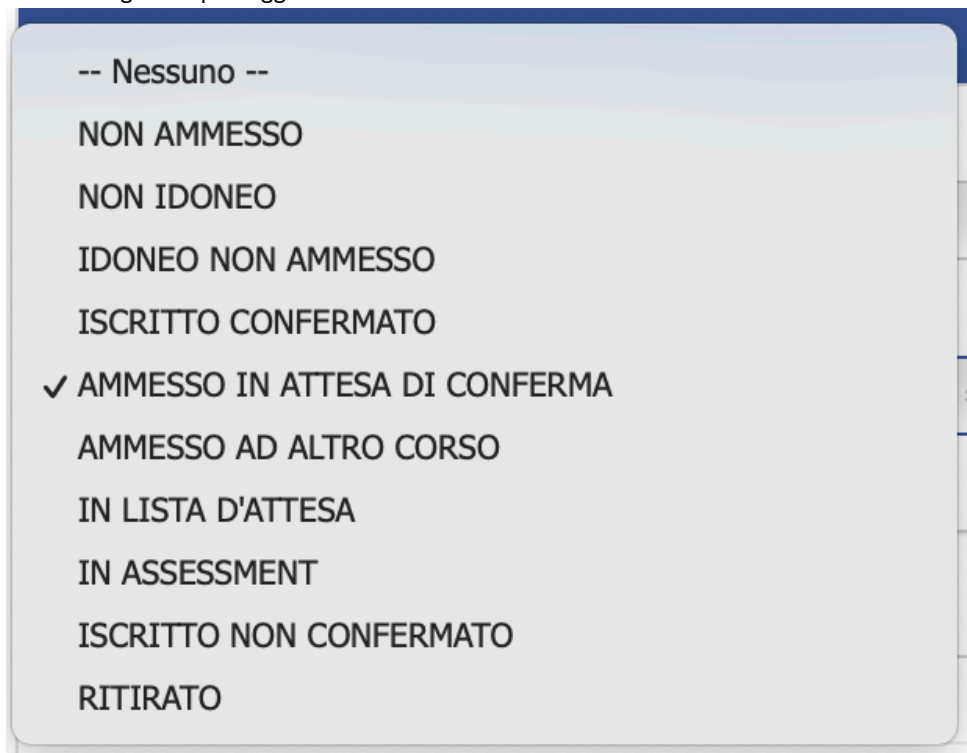 -- Nessuno --
NON AMMESSO
NON IDONEO
IDONEO NON AMMESSO
ISCRITTO CONFERMATO
✓ AMMESSO IN ATTESA DI CONFERMA
AMMESSO AD ALTRO CORSO
IN LISTA D'ATTESA
IN ASSESSMENT
ISCRITTO NON CONFERMATO
RITIRATO